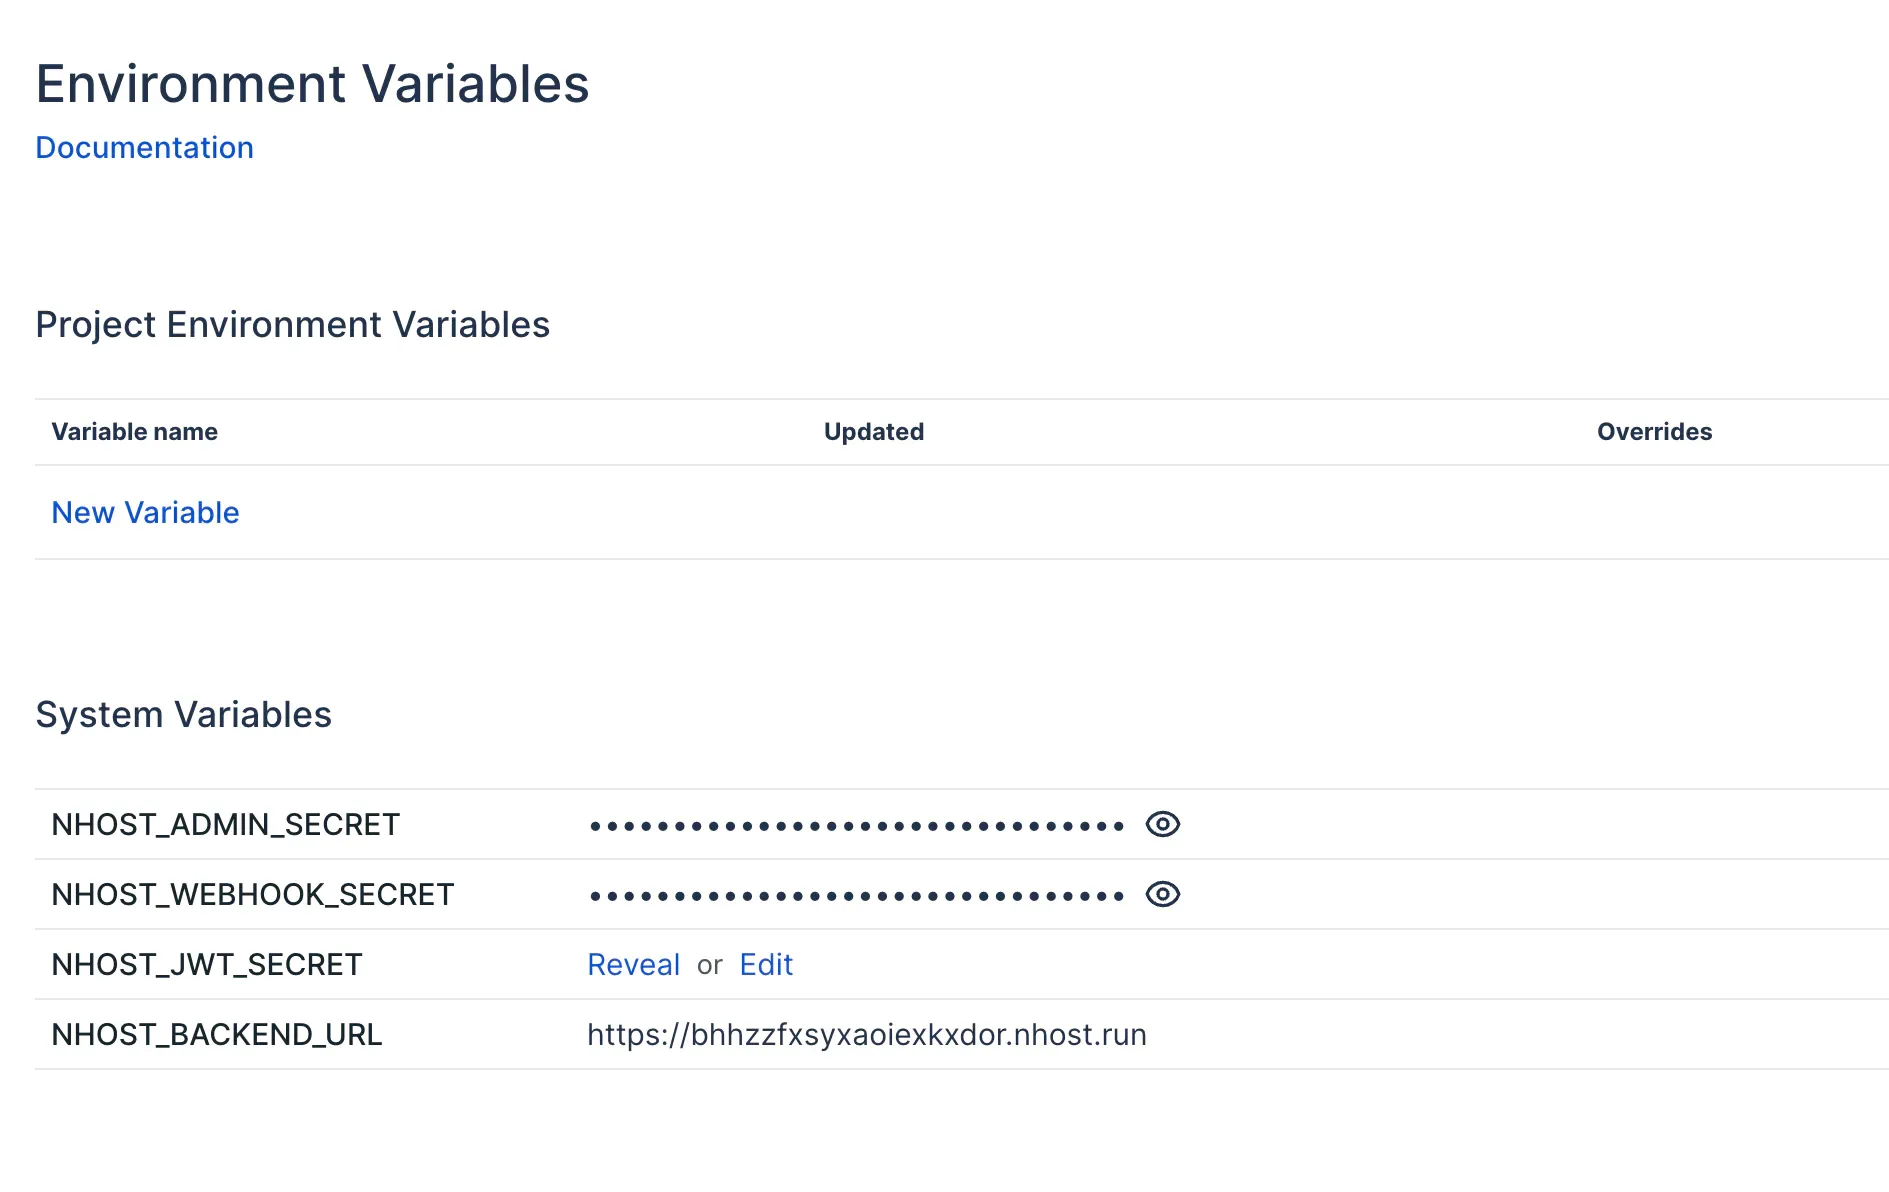 Environment Variables
Documentation
Project Environment Variables
Variable name Updated Overrides
New Variable
System Variables
NHOST_ADMIN_SECRET ••••••••••••••••••••••••••••••••
NHOST_WEBHOOK_SECRET ••••••••••••••••••••••••••••••••
NHOST_JWT_SECRET Reveal or Edit
NHOST_BACKEND_URL https://bhhzzfxsyxaoiexkxdor.nhost.run